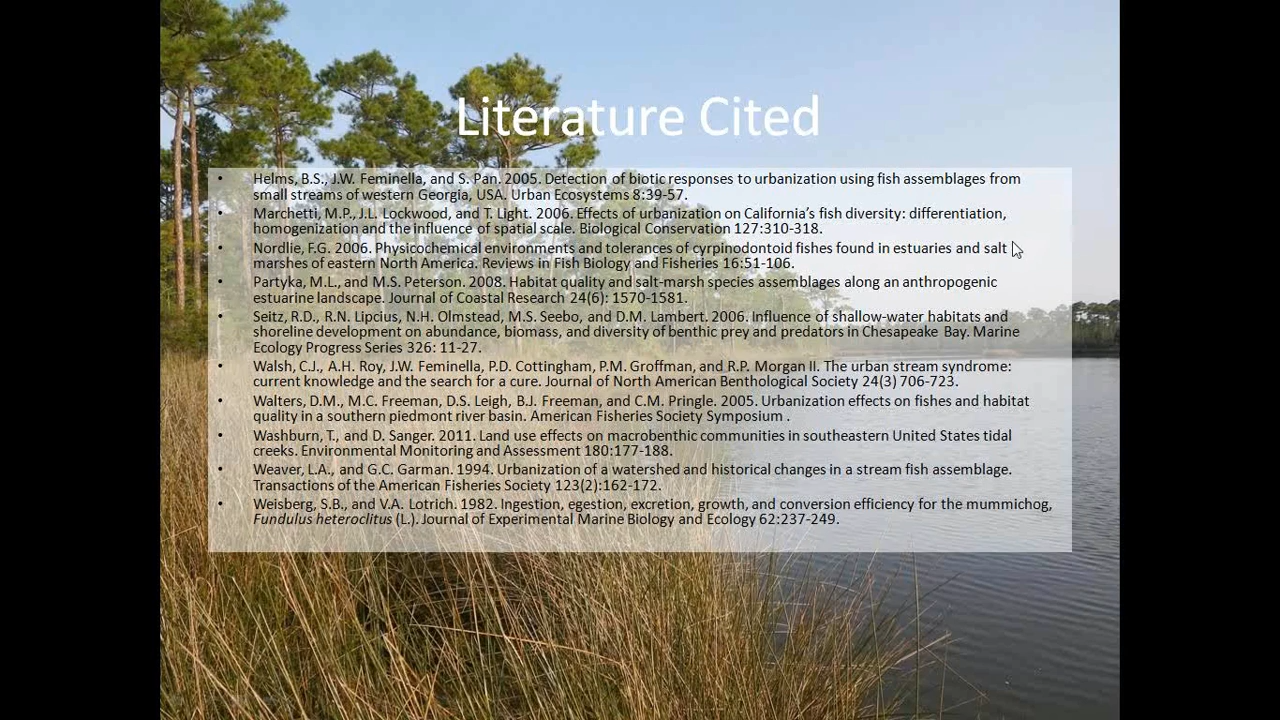 Literature Cited
• Helms, B.S., J.W. Feminella, and S. Pan. 2005. Detection of biotic responses to urbanization using fish assemblages from
small streams of western Georgia, USA. Urban Ecosystems 8:39-57.
• Marchetti, M.P., J.L. Lockwood, and T. Light. 2006. Effects of urbanization on California’s fish diversity: differentiation,
homogenization and the influence of spatial scale. Biological Conservation 127:310-318.
• Nordlie, F.G. 2006. Physicochemical environments and tolerances of cyrpinodontoid fishes found in estuaries and salt
marshes of eastern North America. Reviews in Fish Biology and Fisheries 16:51-106.
• Partyka, M.L., and M.S. Peterson. 2008. Habitat quality and salt-marsh species assemblages along an anthropogenic
estuarine landscape. Journal of Coastal Research 24(6): 1570-1581.
• Seitz, R.D., R.N. Lipcius, N.H. Olmstead, M.S. Seebo, and D.M. Lambert. 2006. Influence of shallow-water habitats and
shoreline development on abundance, biomass, and diversity of benthic prey and predators in Chesapeake Bay. Marine
Ecology Progress Series 326: 11-27.
• Walsh, C.J., A.H. Roy, J.W. Feminella, P.D. Cottingham, P.M. Groffman, and R.P. Morgan II. The urban stream syndrome:
current knowledge and the search for a cure. Journal of North American Benthological Society 24(3) 706-723.
• Walters, D.M., M.C. Freeman, D.S. Leigh, B.J. Freeman, and C.M. Pringle. 2005. Urbanization effects on fishes and habitat
quality in a southern piedmont river basin. American Fisheries Society Symposium .
• Washburn, T., and D. Sanger. 2011. Land use effects on macrobenthic communities in southeastern United States tidal
creeks. Environmental Monitoring and Assessment 180:177-188.
• Weaver, L.A., and G.C. Garman. 1994. Urbanization of a watershed and historical changes in a stream fish assemblage.
Transactions of the American Fisheries Society 123(2):162-172.
• Weisberg, S.B., and V.A. Lotrich. 1982. Ingestion, egestion, excretion, growth, and conversion efficiency for the mummichog,
Fundulus heteroclitus (L.). Journal of Experimental Marine Biology and Ecology 62:237-249.